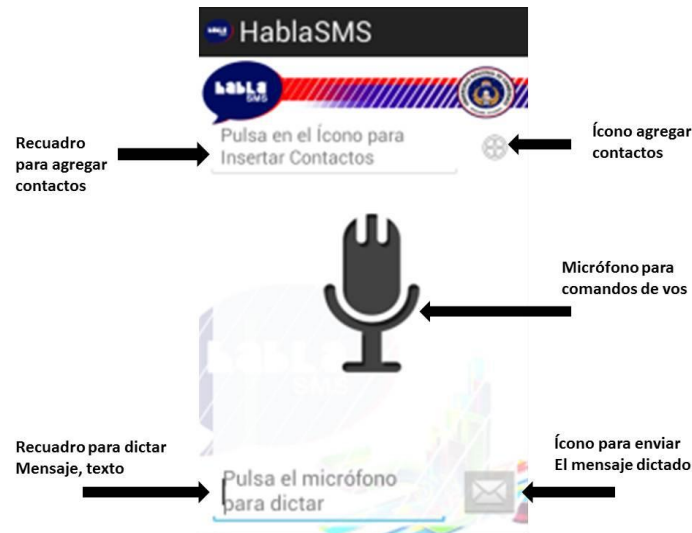 HablaSMS
habla
SMS
Recuadro
para agregar
contactos
Pulsa en el Ícono para
Insertar Contactos
Ícono agregar
contactos
Micrófono para
comandos de vos
habla
SMS
Recuadro para dictar
Mensaje, texto
Pulsa el micrófono
para dictar
Ícono para enviar
El mensaje dictado